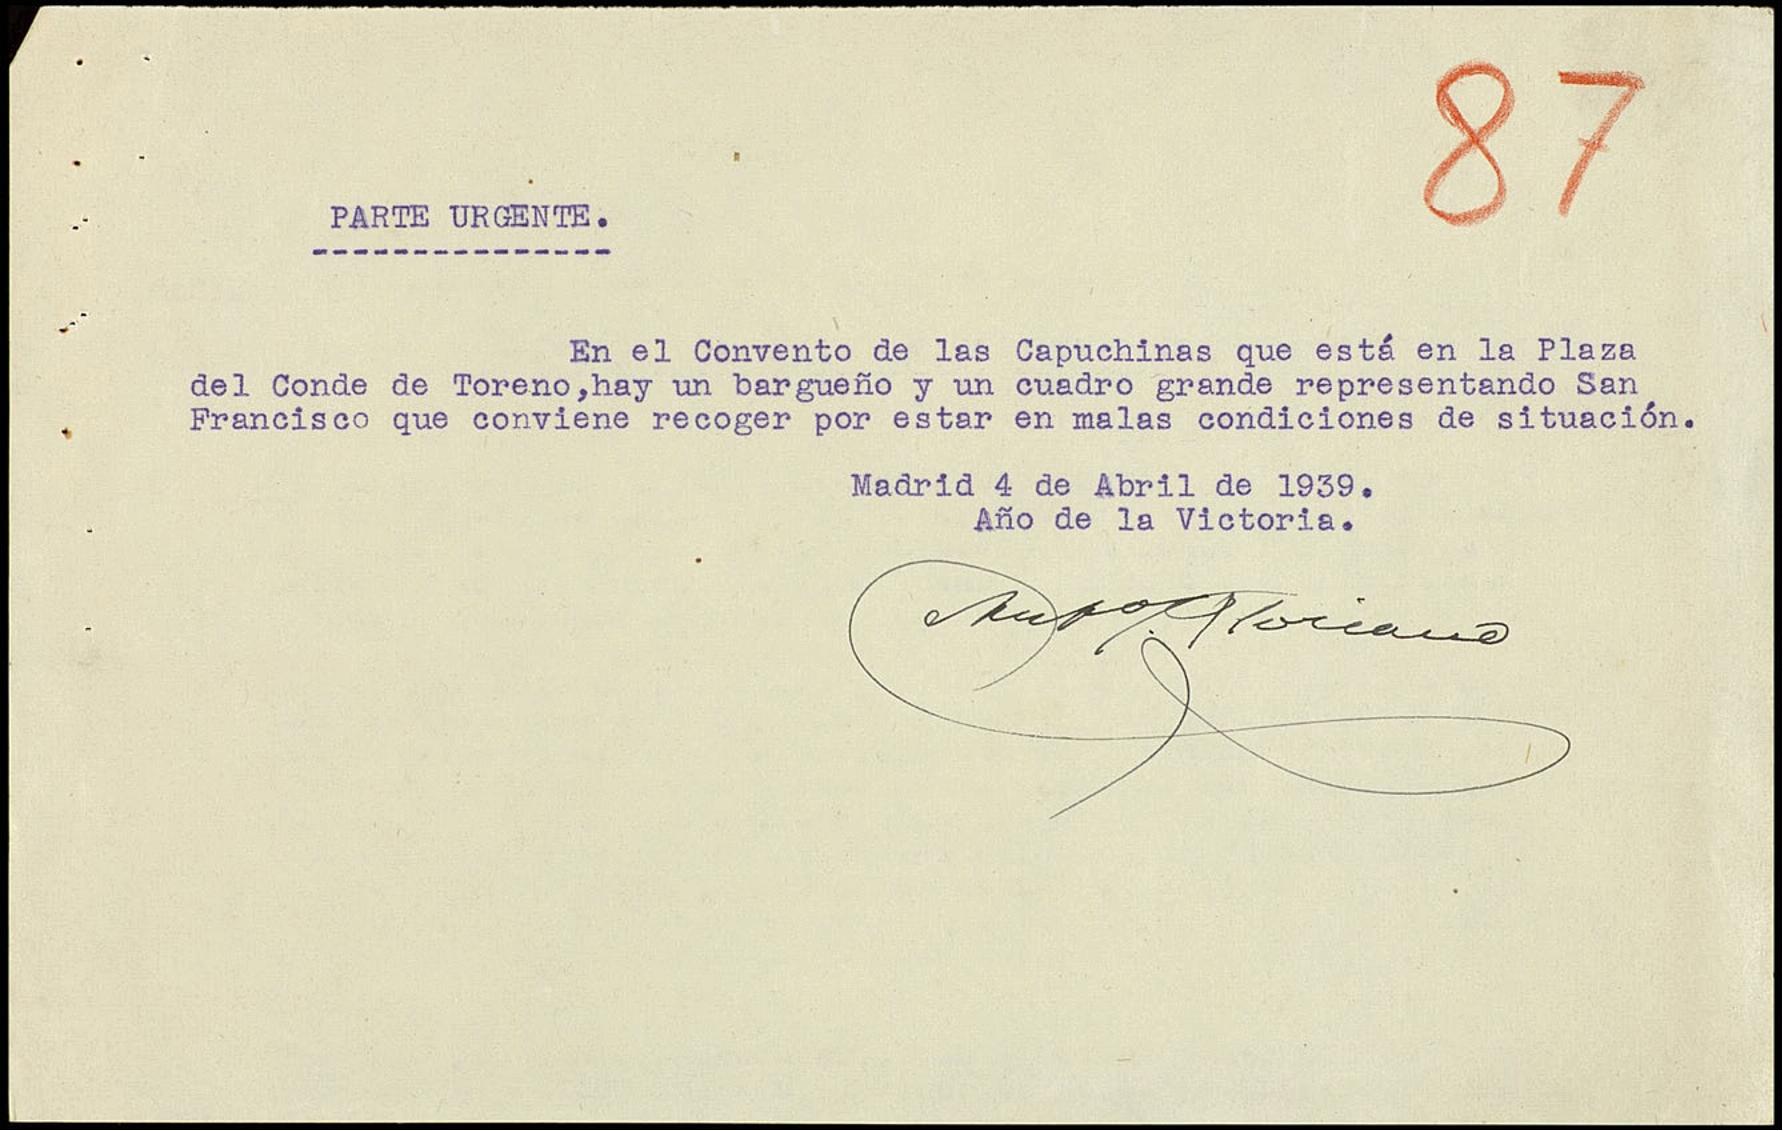 87
PARTE URGENTE.
---------------
En el Convento de las Capuchinas que está en la Plaza
del Conde de Toreno,hay un bargueño y un cuadro grande representando San
Francisco que conviene recoger por estar en malas condiciones de situación.
Madrid 4 de Abril de 1939.
Año de la Victoria.
Floriano